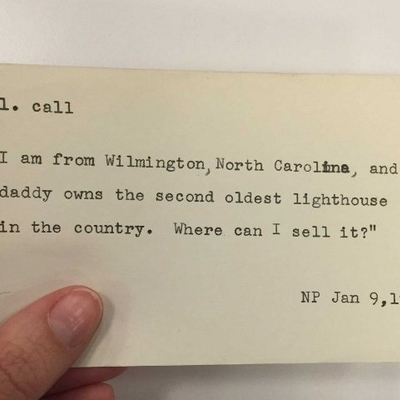 1. call
I am from Wilmington, North Carolina, and
daddy owns the second oldest lighthouse
in the country. Where can I sell it?"
NP Jan 9,1